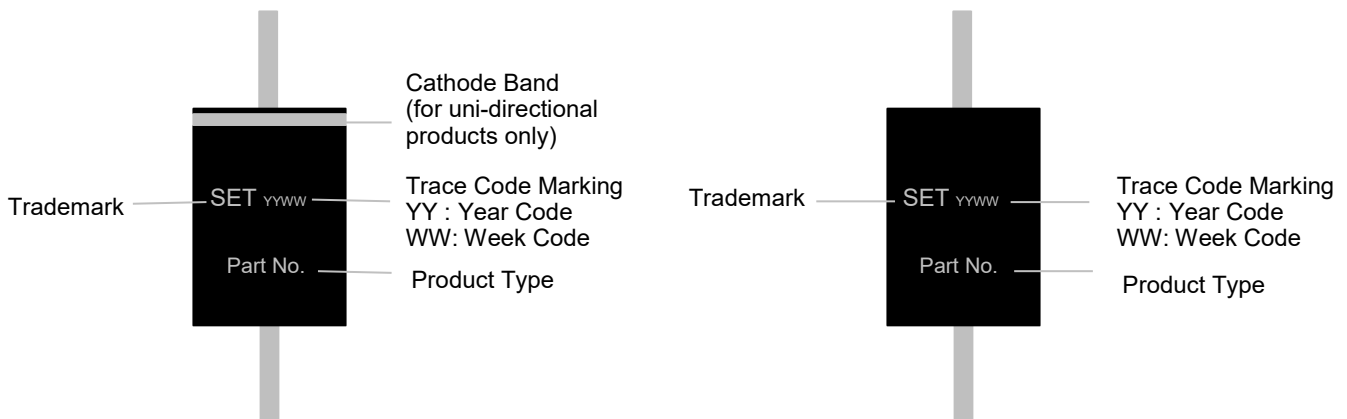 Cathode Band
(for uni-directional
products only)
Trademark
SET YYWW
Trace Code Marking
YY : Year Code
WW: Week Code
Part No.
Product Type
Trademark
SET YYWW
Trace Code Marking
YY : Year Code
WW: Week Code
Part No.
Product Type